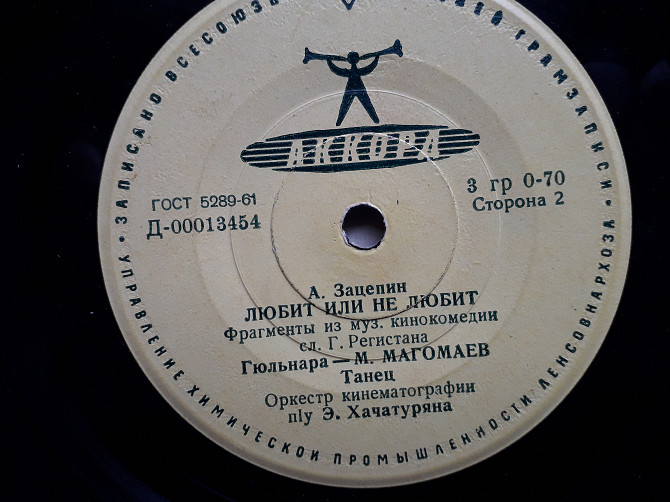 • ЗАПИСАНО ВСЕСОЮЗН ГРАМЗАПИСИ •
АККОРД
ГОСТ 5289-61
Д-00013454
3 гр 0-70
Сторона 2
А. Зацепин
ЛЮБИТ ИЛИ НЕ ЛЮБИТ
Фрагменты из муз. кинокомедии
сл. Г. Регистана
Гюльнара — М. МАГОМАЕВ
Танец
Оркестр кинематографии
п/у Э. Хачатуряна
УПРАВЛЕНИЕ ХИМИЧЕСКОЙ ПРОМЫШЛЕННОСТИ ЛЕНСОВНАРХОЗА